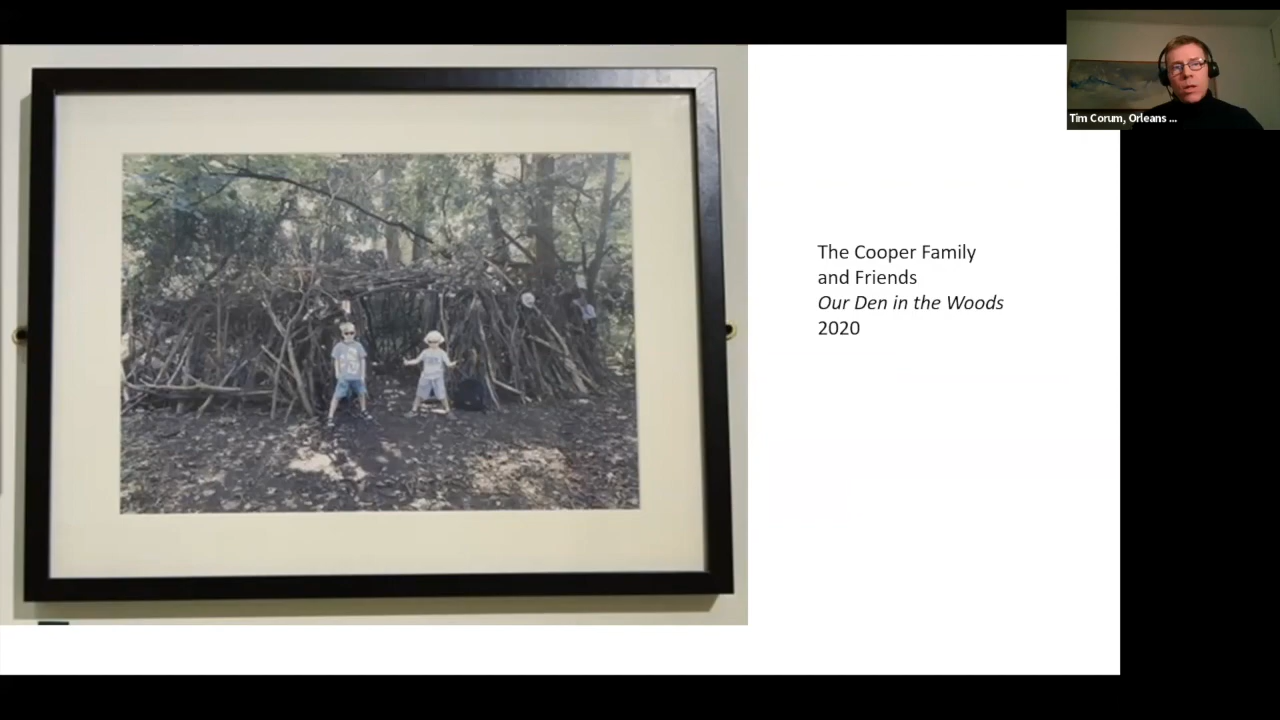 The Cooper Family
and Friends
Our Den in the Woods
2020
Tim Corum, Orleans ...